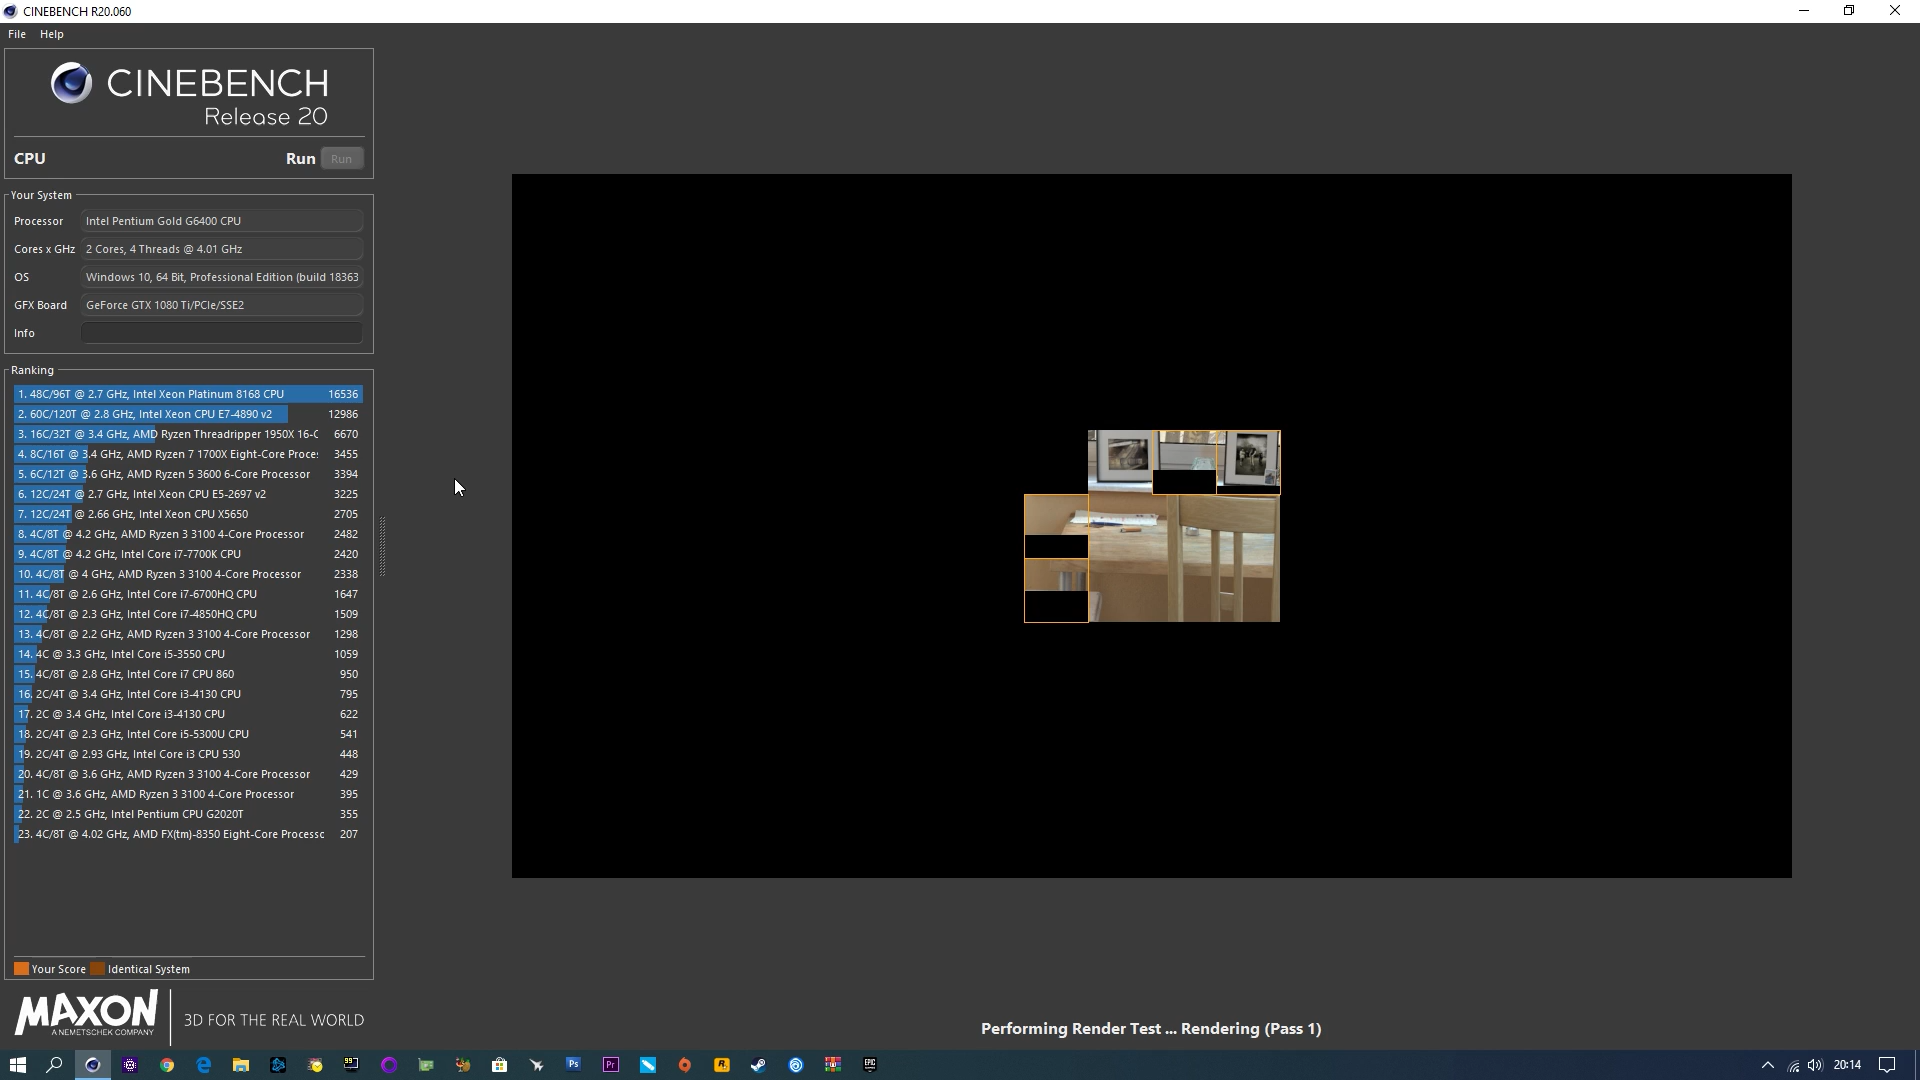 CINEBENCH R20.060
File Help
CINEBENCH
Release 20
CPU Run Run
Your System
Processor Intel Pentium Gold G6400 CPU
Cores x GHz 2 Cores, 4 Threads @ 4.01 GHz
OS Windows 10, 64 Bit, Professional Edition (build 18363
GFX Board GeForce GTX 1080 Ti/PCIe/SSE2
Info
Ranking
1. 48C/96T @ 2.7 GHz, Intel Xeon Platinum 8168 CPU 16536
2. 60C/120T @ 2.8 GHz, Intel Xeon CPU E7-4890 v2 12986
3. 16C/32T @ 3.4 GHz, AMD Ryzen Threadripper 1950X 16-C 6670
4. 8C/16T @ 3.4 GHz, AMD Ryzen 7 1700X Eight-Core Proce: 3455
5. 6C/12T @ 3.6 GHz, AMD Ryzen 5 3600 6-Core Processor 3394
6. 12C/24T @ 2.7 GHz, Intel Xeon CPU E5-2697 v2 3225
7. 12C/24T @ 2.66 GHz, Intel Xeon CPU X5650 2705
8. 4C/8T @ 4.2 GHz, AMD Ryzen 3 3100 4-Core Processor 2482
9. 4C/8T @ 4.2 GHz, Intel Core i7-7700K CPU 2420
10. 4C/8T @ 4 GHz, AMD Ryzen 3 3100 4-Core Processor 2338
11. 4C/8T @ 2.6 GHz, Intel Core i7-6700HQ CPU 1647
12. 4C/8T @ 2.3 GHz, Intel Core i7-4850HQ CPU 1509
13. 4C/8T @ 2.2 GHz, AMD Ryzen 3 3100 4-Core Processor 1298
14. 4C @ 3.3 GHz, Intel Core i5-3550 CPU 1059
15. 4C/8T @ 2.8 GHz, Intel Core i7 CPU 860 950
16. 2C/4T @ 3.4 GHz, Intel Core i3-4130 CPU 795
17. 2C @ 3.4 GHz, Intel Core i3-4130 CPU 622
18. 2C/4T @ 2.3 GHz, Intel Core i5-5300U CPU 541
19. 2C/4T @ 2.93 GHz, Intel Core i3 CPU 530 448
20. 4C/8T @ 3.6 GHz, AMD Ryzen 3 3100 4-Core Processor 429
21. 1C @ 3.6 GHz, AMD Ryzen 3 3100 4-Core Processor 395
22. 2C @ 2.5 GHz, Intel Pentium CPU G2020T 355
23. 4C/8T @ 4.02 GHz, AMD FX(tm)-8350 Eight-Core Processc 207
Your Score Identical System
MAXON
A NEMETSCHEK COMPANY
3D FOR THE REAL WORLD
Performing Render Test ... Rendering (Pass 1)
99 Ps Pr R EPIC 20:14